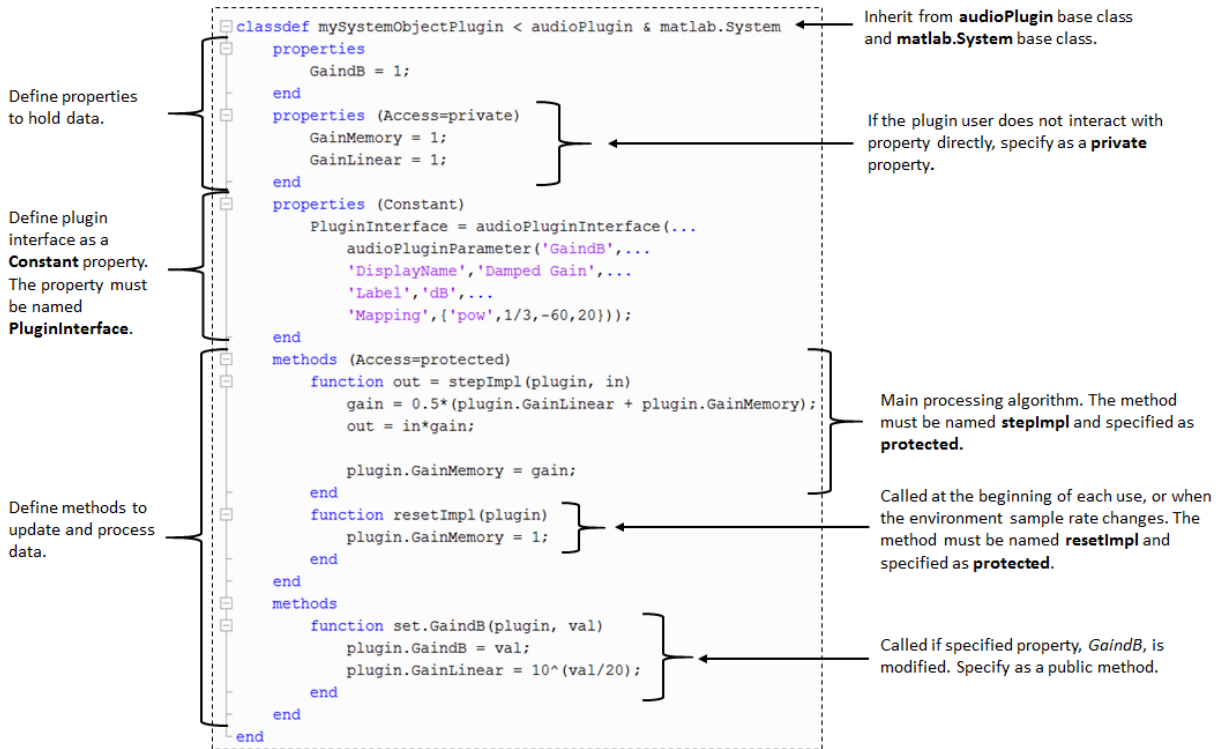 classdef mySystemObjectPlugin < audioPlugin & matlab.System
properties
GaindB = 1;
end
properties (Access=private)
GainMemory = 1;
GainLinear = 1;
end
properties (Constant)
PluginInterface = audioPluginInterface(...
audioPluginParameter('GaindB',...
'DisplayName','Damped Gain',...
'Label','dB',...
'Mapping',{'pow',1/3,-60,20}));
end
methods (Access=protected)
function out = stepImpl(plugin, in)
gain = 0.5*(plugin.GainLinear + plugin.GainMemory);
out = in*gain;
plugin.GainMemory = gain;
end
function resetImpl(plugin)
plugin.GainMemory = 1;
end
end
methods
function set.GaindB(plugin, val)
plugin.GaindB = val;
plugin.GainLinear = 10^(val/20);
end
end
end
Define properties
to hold data.
Define plugin
interface as a
Constant property.
The property must
be named
PluginInterface.
Define methods to
update and process
data.
Inherit from audioPlugin base class
and matlab.System base class.
If the plugin user does not interact with
property directly, specify as a private
property.
Main processing algorithm. The method
must be named stepImpl and specified as
protected.
Called at the beginning of each use, or when
the environment sample rate changes. The
method must be named resetImpl and
specified as protected.
Called if specified property, GaindB, is
modified. Specify as a public method.